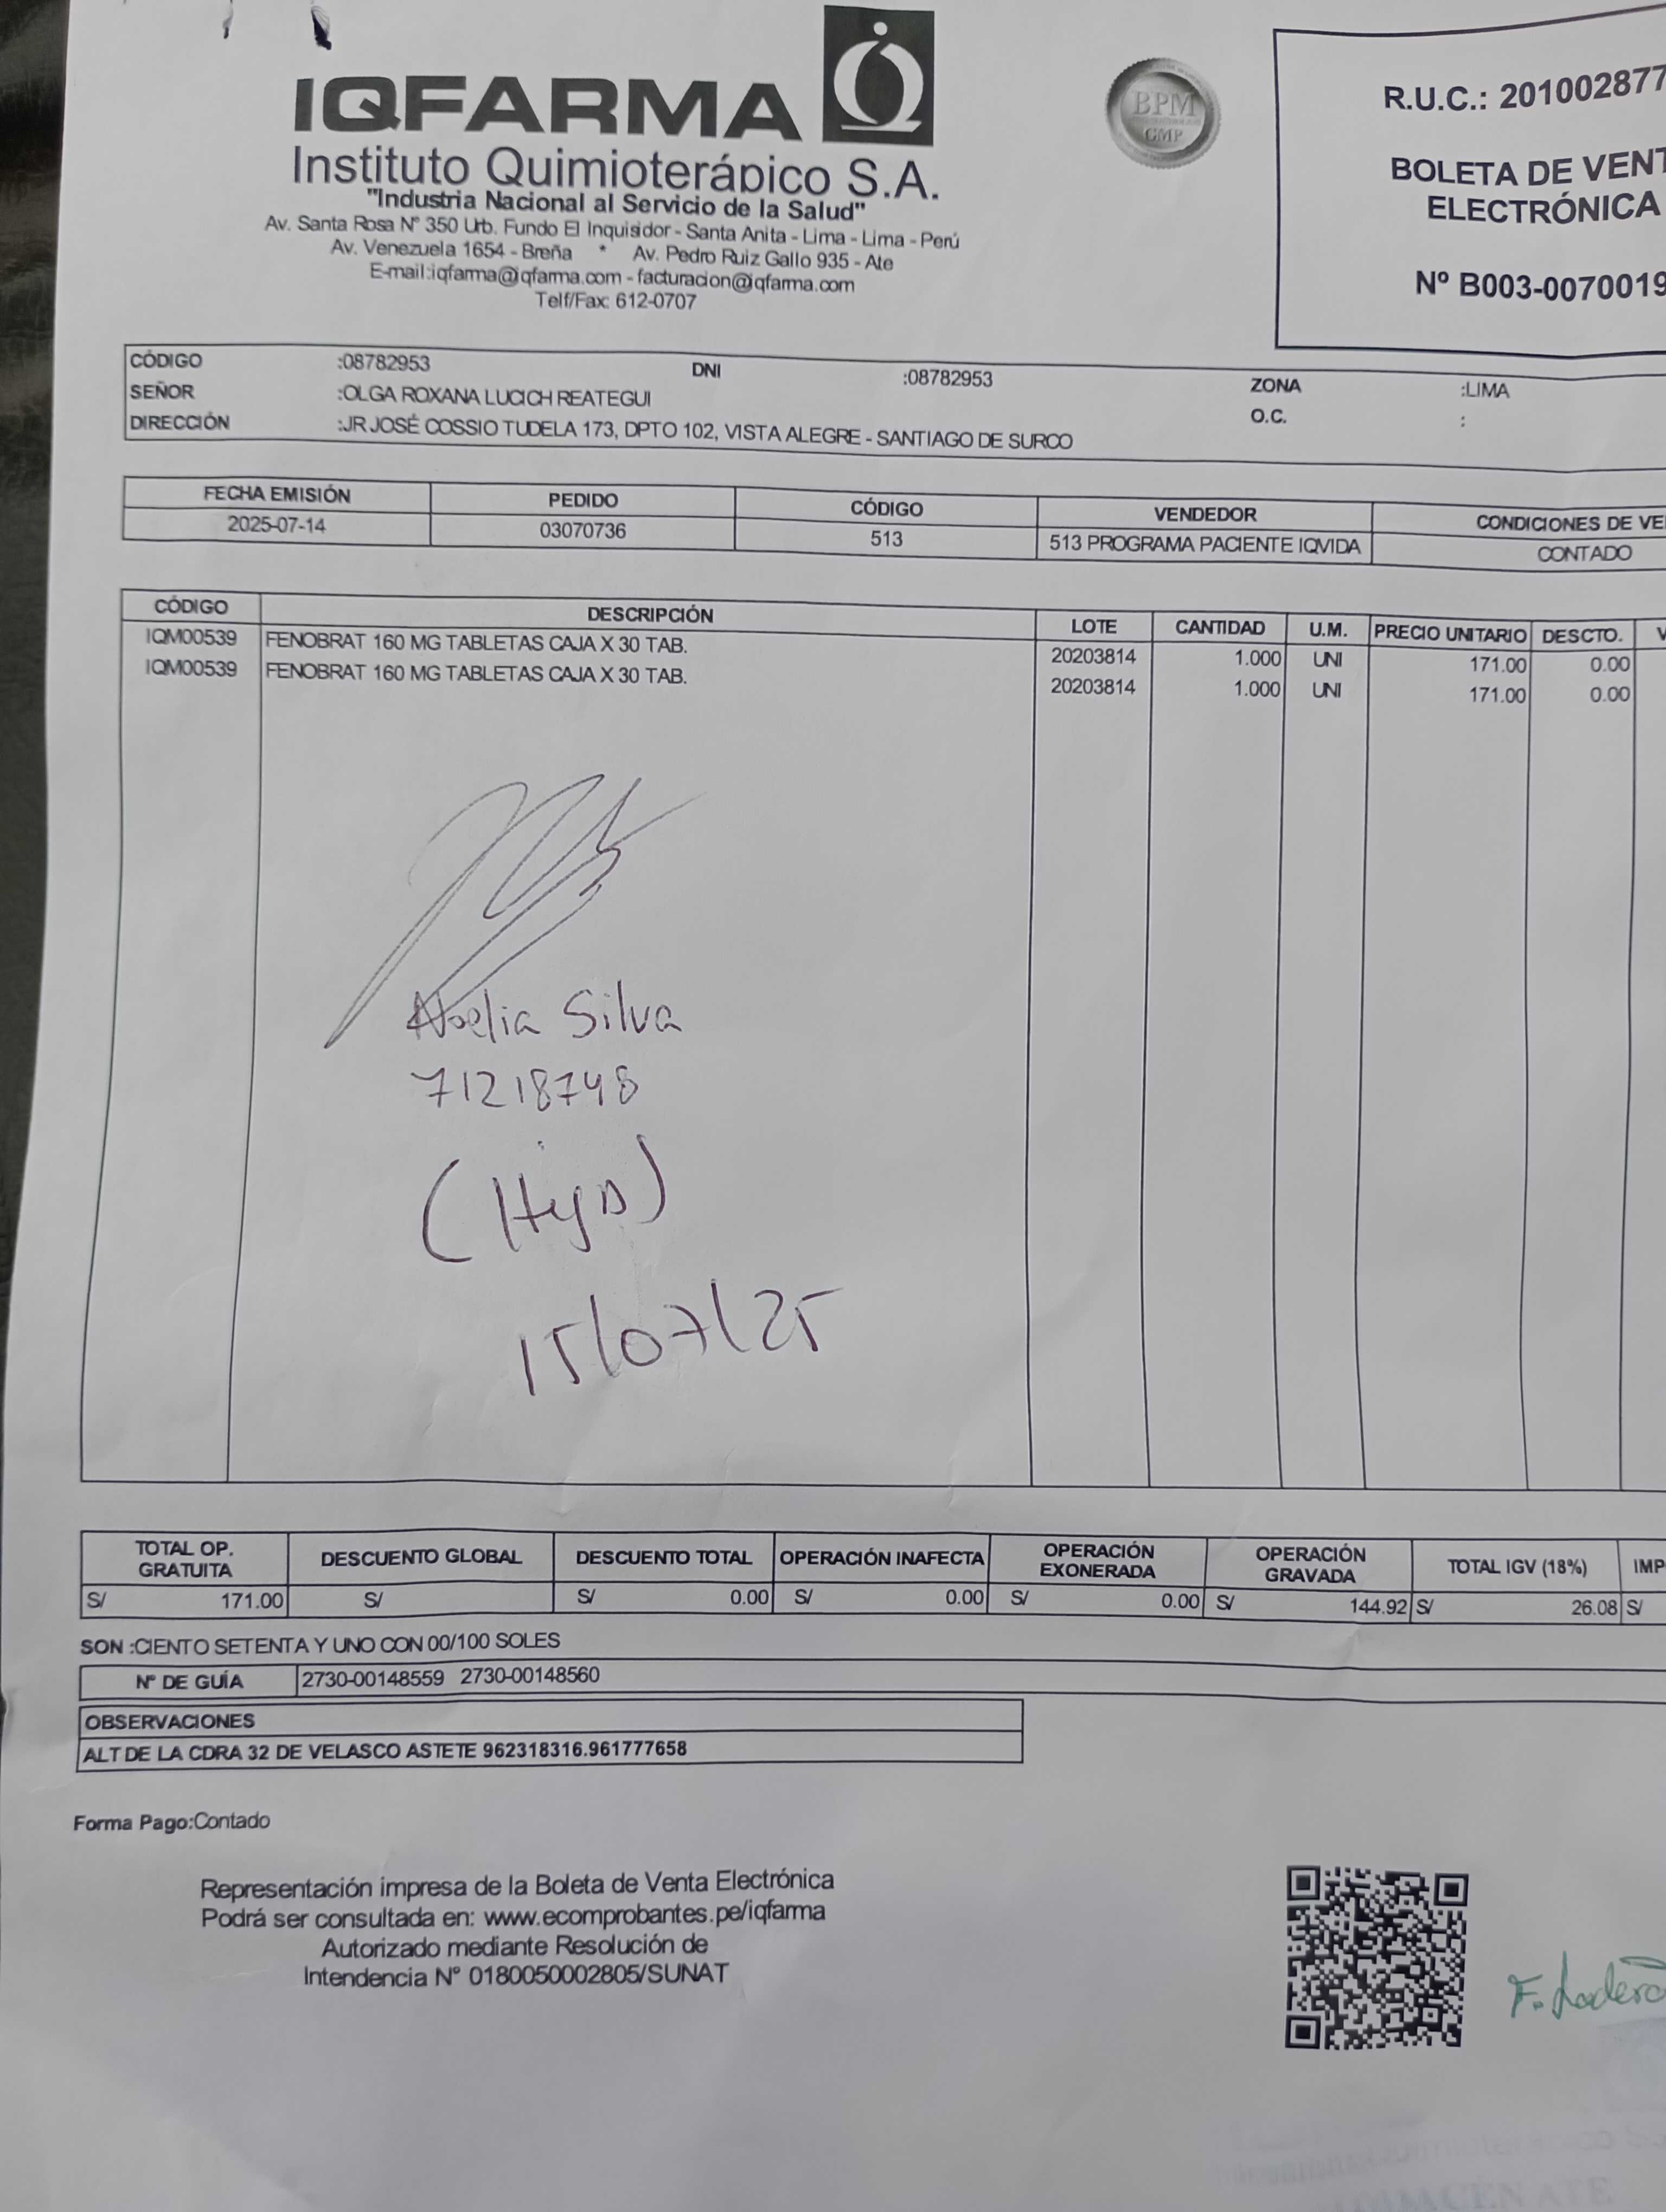 IQFARMA
Instituto Quimioterápico S.A.
"Industria Nacional al Servicio de la Salud"
Av. Santa Rosa Nº 350 Urb. Fundo El Inquisidor - Santa Anita - Lima - Lima - Perú
Av. Venezuela 1654 - Breña * Av. Pedro Ruiz Gallo 935 - Ate
E-mail:iqfarma@iqfarma.com - facturacion@iqfarma.com
Telf/Fax: 612-0707
BPM
GMP
R.U.C.: 201002877
BOLETA DE VENT
ELECTRÓNICA
Nº B003-0070019
CÓDIGO :08782953 DNI :08782953 ZONA :LIMA
SEÑOR :OLGA ROXANA LUCICH REATEGUI O.C. :
DIRECCIÓN :JR JOSÉ COSSIO TUDELA 173, DPTO 102, VISTA ALEGRE - SANTIAGO DE SURCO
FECHA EMISIÓN PEDIDO CÓDIGO VENDEDOR CONDICIONES DE VE
2025-07-14 03070736 513 513 PROGRAMA PACIENTE IQVIDA CONTADO
CÓDIGO DESCRIPCIÓN LOTE CANTIDAD U.M. PRECIO UNITARIO DESCTO. V
IQM00539 FENOBRAT 160 MG TABLETAS CAJA X 30 TAB. 20203814 1.000 UNI 171.00 0.00
IQM00539 FENOBRAT 160 MG TABLETAS CAJA X 30 TAB. 20203814 1.000 UNI 171.00 0.00
Noelia Silva
71218748
(Hija)
15/07/25
TOTAL OP. GRATUITA DESCUENTO GLOBAL DESCUENTO TOTAL OPERACIÓN INAFECTA OPERACIÓN EXONERADA OPERACIÓN GRAVADA TOTAL IGV (18%) IMP
S/ 171.00 S/ S/ 0.00 S/ 0.00 S/ 0.00 S/ 144.92 S/ 26.08 S/
SON :CIENTO SETENTA Y UNO CON 00/100 SOLES
Nº DE GUÍA 2730-00148559 2730-00148560
OBSERVACIONES
ALT DE LA CDRA 32 DE VELASCO ASTETE 962318316.961777658
Forma Pago:Contado
Representación impresa de la Boleta de Venta Electrónica
Podrá ser consultada en: www.ecomprobantes.pe/iqfarma
Autorizado mediante Resolución de
Intendencia Nº 0180050002805/SUNAT
F.